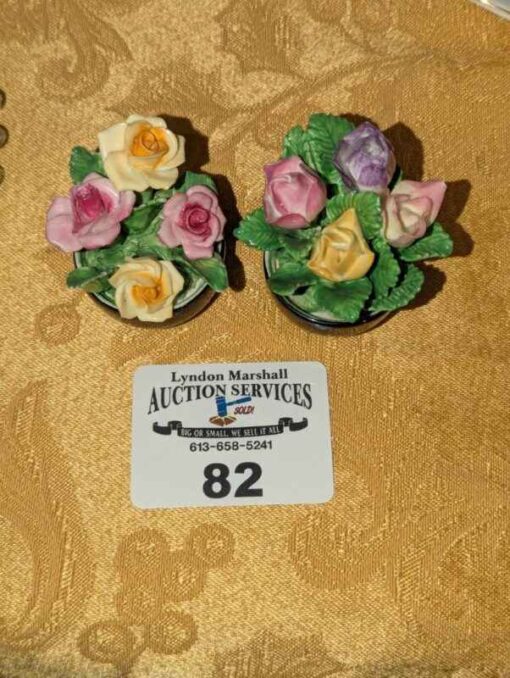 Lyndon Marshall
AUCTION SERVICES
SOLD!
BIG OR SMALL, WE SELL IT ALL
613-658-5241
82